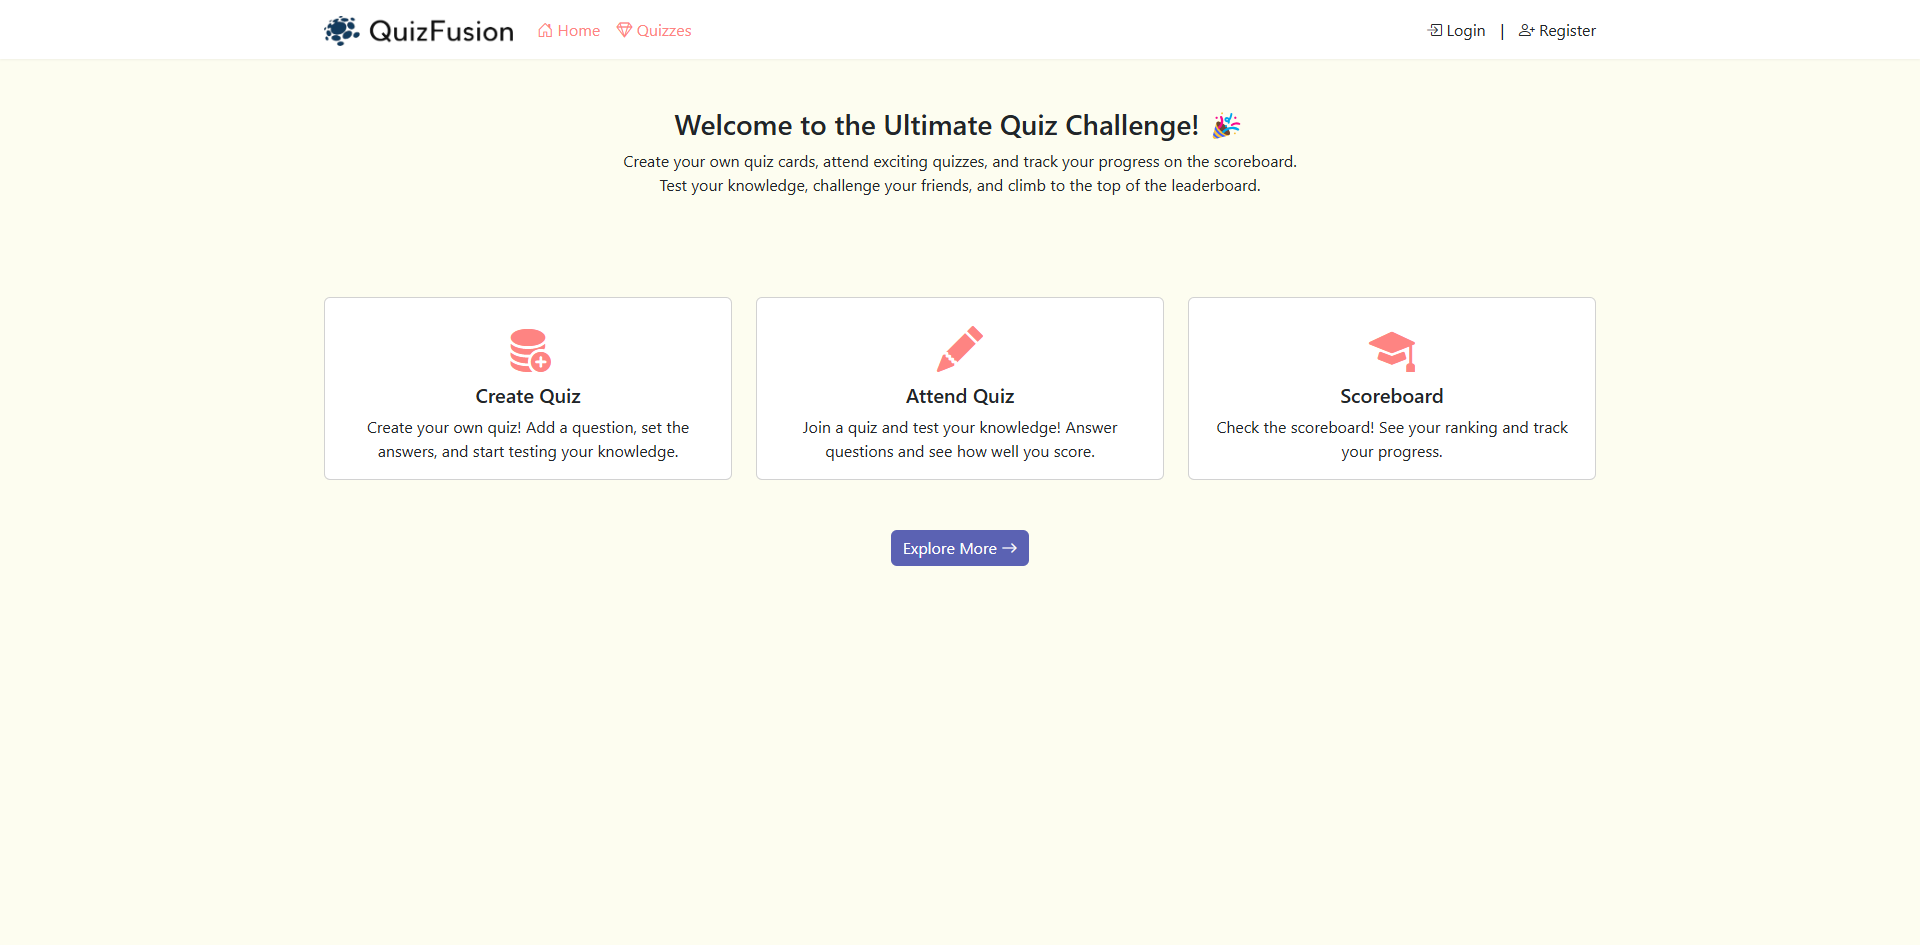 QuizFusion Home Quizzes Login | Register
Welcome to the Ultimate Quiz Challenge! 🎉
Create your own quiz cards, attend exciting quizzes, and track your progress on the scoreboard.
Test your knowledge, challenge your friends, and climb to the top of the leaderboard.
Create Quiz
Create your own quiz! Add a question, set the
answers, and start testing your knowledge.
Attend Quiz
Join a quiz and test your knowledge! Answer
questions and see how well you score.
Scoreboard
Check the scoreboard! See your ranking and track
your progress.
Explore More →